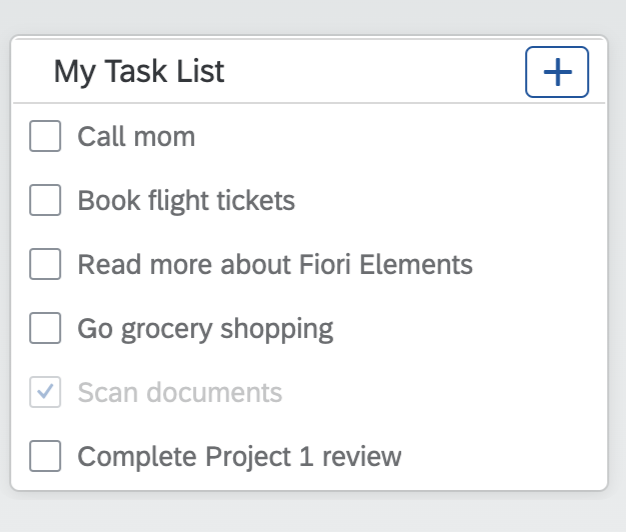 My Task List
Call mom
Book flight tickets
Read more about Fiori Elements
Go grocery shopping
Scan documents
Complete Project 1 review